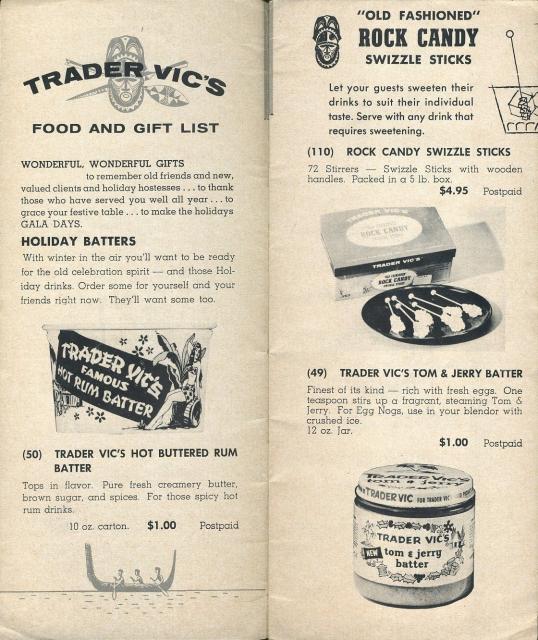 TRADER VIC'S
FOOD AND GIFT LIST
WONDERFUL, WONDERFUL GIFTS
to remember old friends and new,
valued clients and holiday hostesses . . . to thank
those who have served you well all year . . . to
grace your festive table . . . to make the holidays
GALA DAYS.
HOLIDAY BATTERS
With winter in the air you'll want to be ready
for the old celebration spirit — and those Hol-
iday drinks. Order some for yourself and your
friends right now. They'll want some too.
TRADER VIC'S
FAMOUS
HOT RUM BATTER
(50) TRADER VIC'S HOT BUTTERED RUM
BATTER
Tops in flavor. Pure fresh creamery butter,
brown sugar, and spices. For those spicy hot
rum drinks.
10 oz. carton. $1.00 Postpaid
"OLD FASHIONED"
ROCK CANDY
SWIZZLE STICKS
Let your guests sweeten their
drinks to suit their individual
taste. Serve with any drink that
requires sweetening.
(110) ROCK CANDY SWIZZLE STICKS
72 Stirrers — Swizzle Sticks with wooden
handles. Packed in a 5 lb. box.
$4.95 Postpaid
TRADER VIC'S
ROCK CANDY
TRADER VIC'S
ROCK CANDY
(49) TRADER VIC'S TOM & JERRY BATTER
Finest of its kind — rich with fresh eggs. One
teaspoon stirs up a fragrant, steaming Tom &
Jerry. For Egg Nogs, use in your blendor with
crushed ice.
12 oz. Jar.
$1.00 Postpaid
tom & jerry
TRADER VIC
TRADER VIC'S
NEW tom & jerry
batter